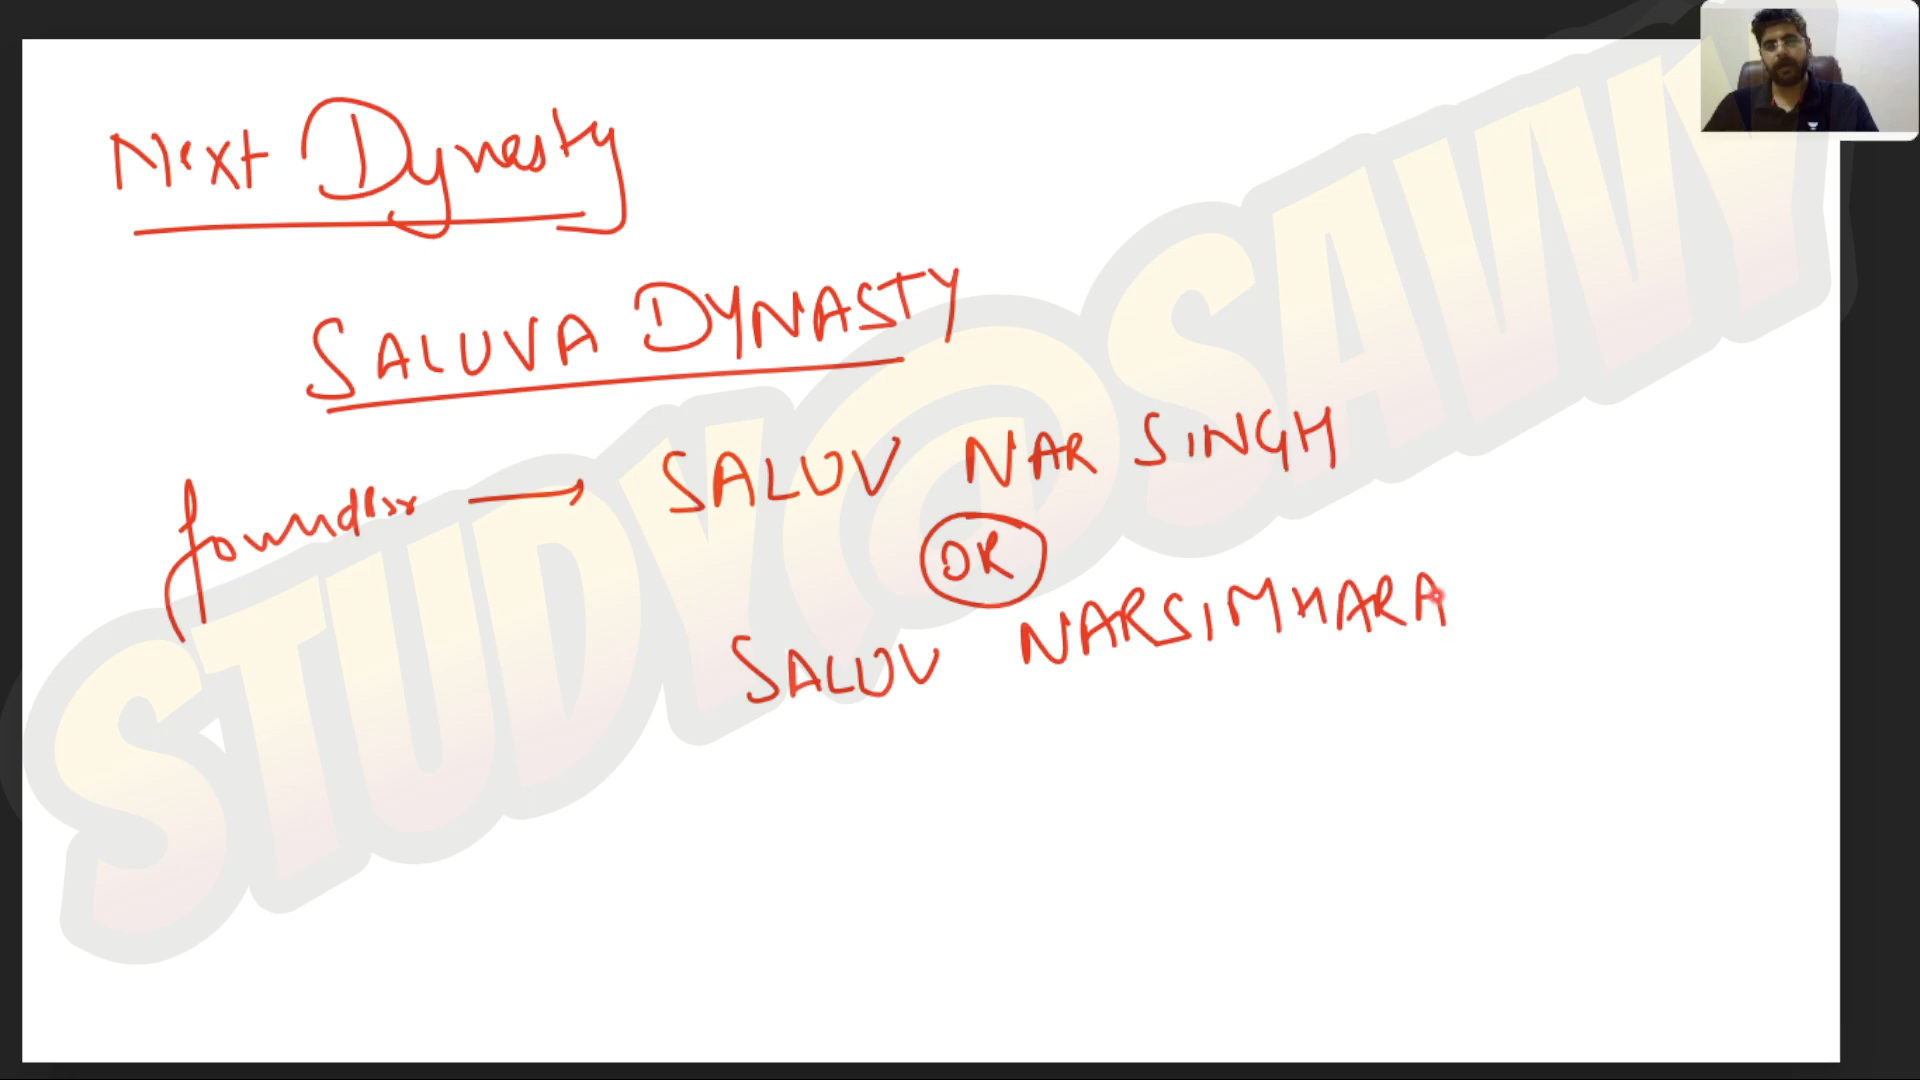 Next Dynasty
SALUVA DYNASTY
founder → SALUV NAR SINGH
OR
SALUV NARSIMHARA
STUDY@SAVVY